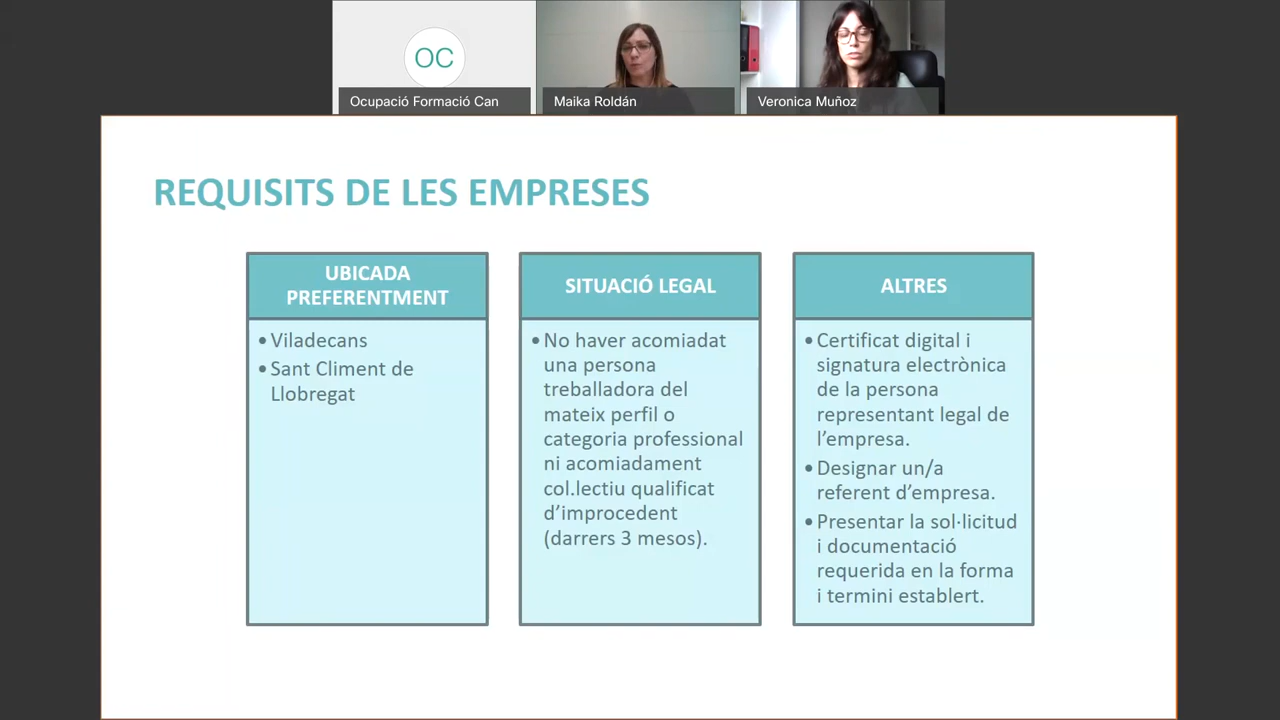 OC
Ocupació Formació Can
Maika Roldán
Veronica Muñoz
REQUISITS DE LES EMPRESES
UBICADA
PREFERENTMENT
• Viladecans
• Sant Climent de
Llobregat
SITUACIÓ LEGAL
• No haver acomiadat
una persona
treballadora del
mateix perfil o
categoria professional
ni acomiadament
col.lectiu qualificat
d’improcedent
(darrers 3 mesos).
ALTRES
• Certificat digital i
signatura electrònica
de la persona
representant legal de
l’empresa.
• Designar un/a
referent d’empresa.
• Presentar la sol·licitud
i documentació
requerida en la forma
i termini establert.